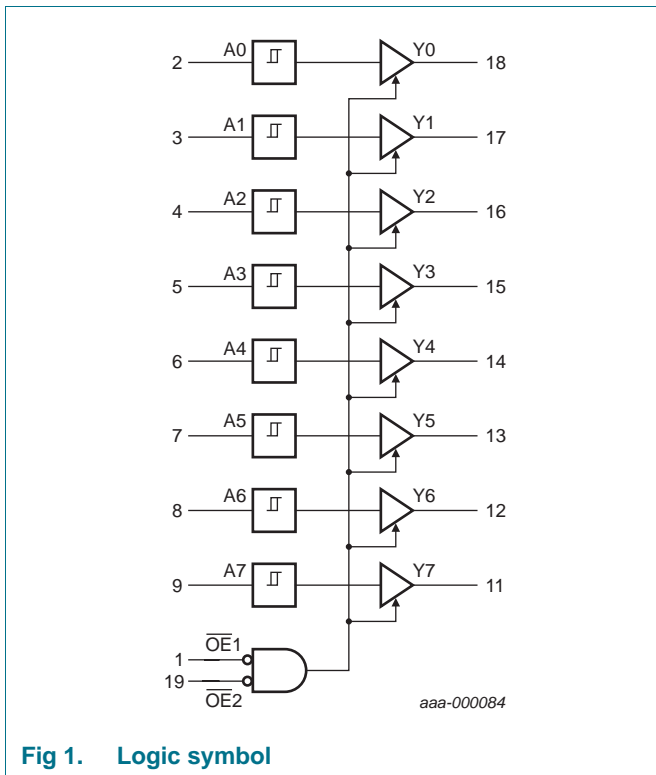 2 A0 Y0 18
3 A1 Y1 17
4 A2 Y2 16
5 A3 Y3 15
6 A4 Y4 14
7 A5 Y5 13
8 A6 Y6 12
9 A7 Y7 11
1 O̅E̅1
19 O̅E̅2
aaa-000084
Fig 1. Logic symbol